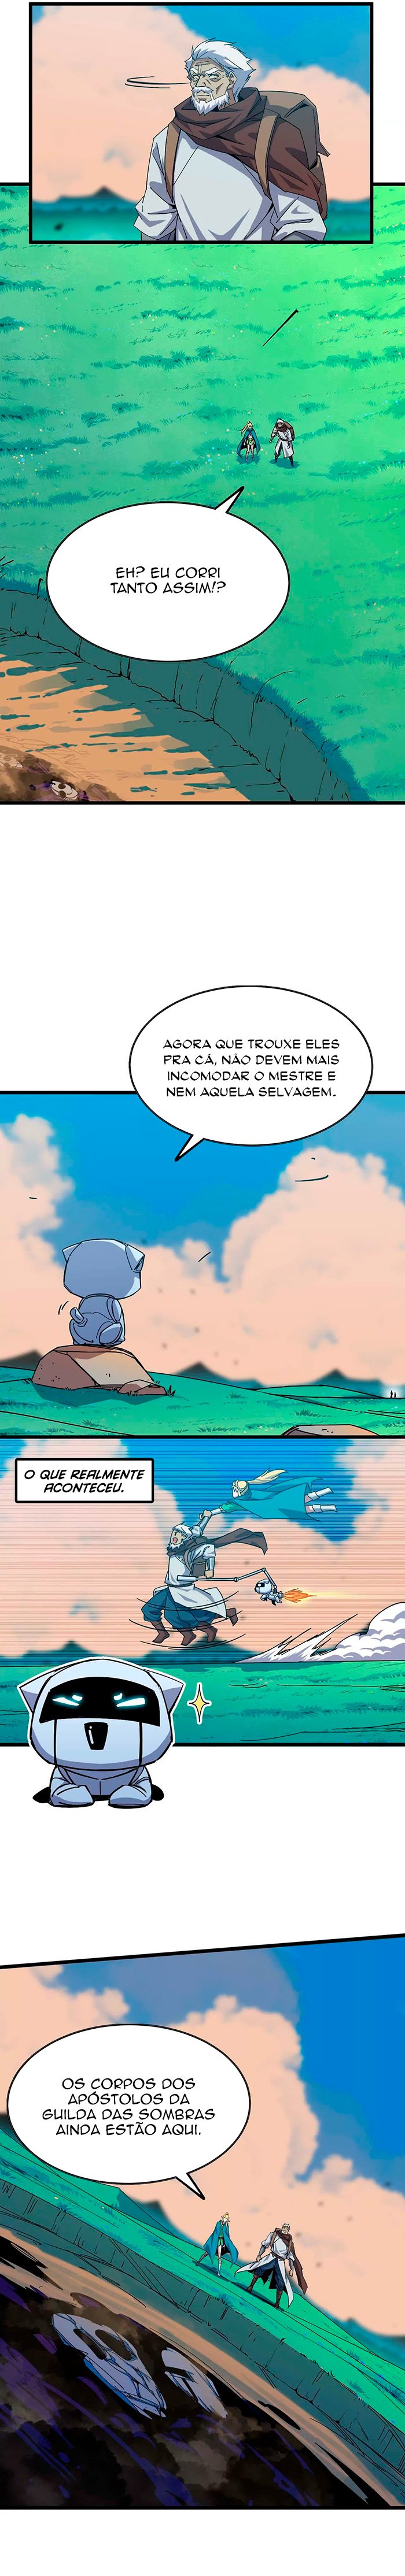 EH? EU CORRI
TANTO ASSIM!?
AGORA QUE TROUXE ELES
PRA CÁ, NÃO DEVEM MAIS
INCOMODAR O MESTRE E
NEM AQUELA SELVAGEM.
O QUE REALMENTE
ACONTECEU.
OS CORPOS DOS
APÓSTOLOS DA
GUILDA DAS SOMBRAS
AINDA ESTÃO AQUI.